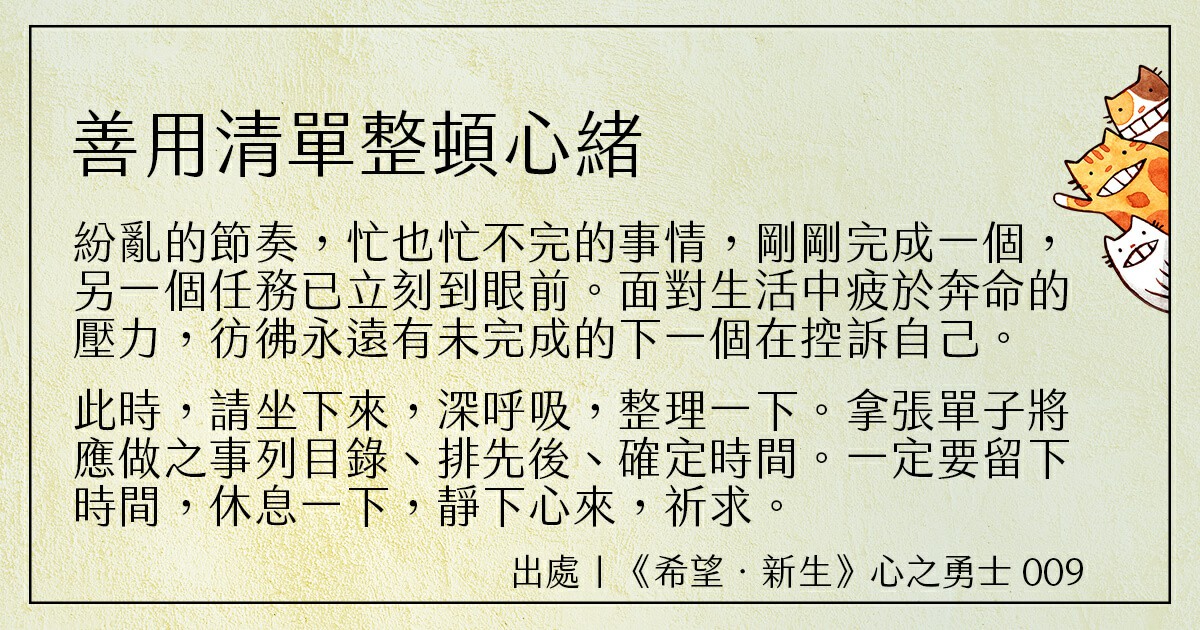 善用清單整頓心緒
紛亂的節奏，忙也忙不完的事情，剛剛完成一個，
另一個任務已立刻到眼前。面對生活中疲於奔命的
壓力，彷彿永遠有未完成的下一個在控訴自己。
此時，請坐下來，深呼吸，整理一下。拿張單子將
應做之事列目錄、排先後、確定時間。一定要留下
時間，休息一下，靜下心來，祈求。
出處｜《希望．新生》心之勇士 009